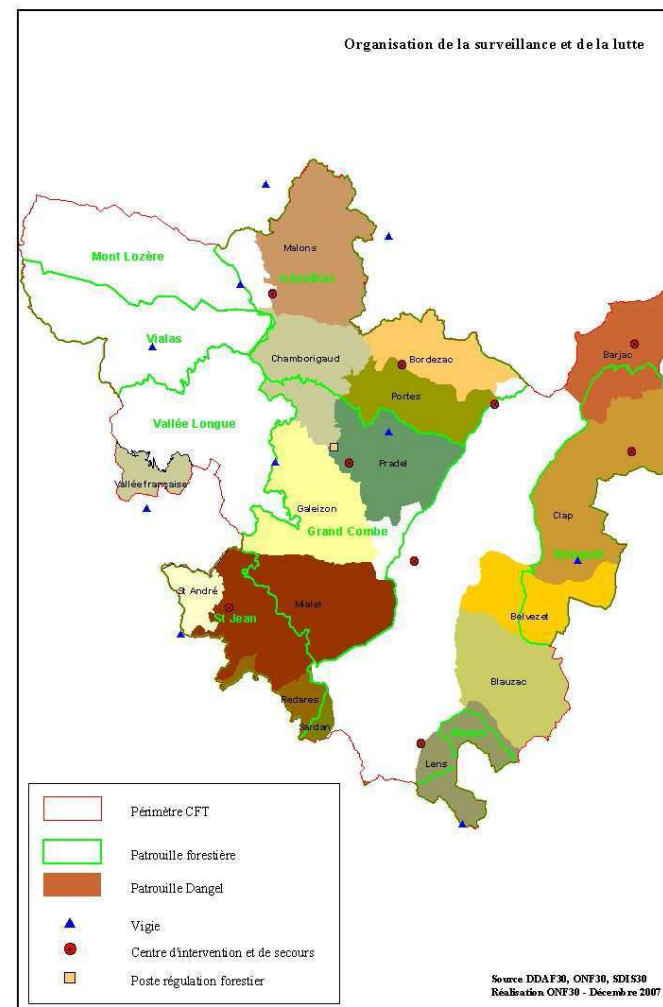 Organisation de la surveillance et de la lutte
Malons
Mont Lozère
Vialas
Chamborigaud
Bordezac
Barjac
Portes
Vallée Longue
Pradel
Vallée française
Galeizon
Clap
Grand Combe
St André
Mialet
St Jean
Belvezet
Blauzac
Redares
Sardan
Lens
Périmètre CFT
Patrouille forestière
Patrouille Dangel
Vigie
Centre d'intervention et de secours
Poste régulation forestier
Source DDAF30, ONF30, SDIS30
Réalisation ONF30 - Décembre 2007